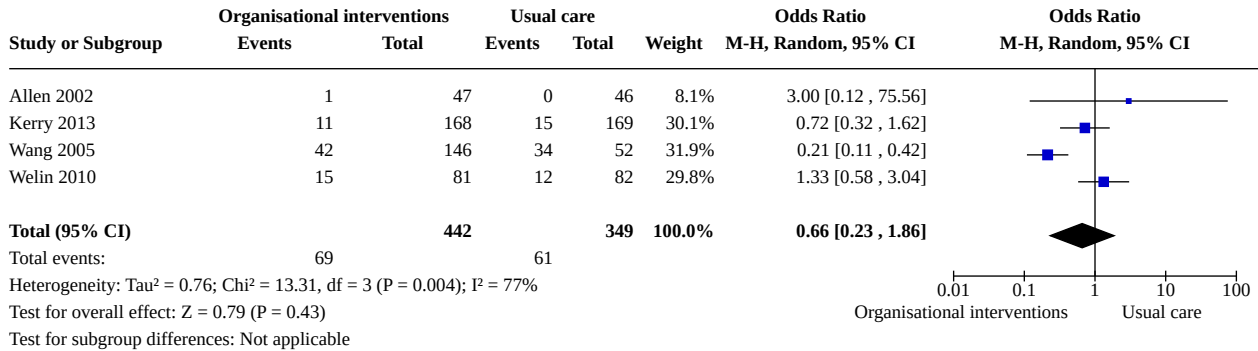 Organisational interventions Usual care Odds Ratio Odds Ratio
Study or Subgroup Events Total Events Total Weight M-H, Random, 95% CI M-H, Random, 95% CI
Allen 2002 1 47 0 46 8.1% 3.00 [0.12 , 75.56]
Kerry 2013 11 168 15 169 30.1% 0.72 [0.32 , 1.62]
Wang 2005 42 146 34 52 31.9% 0.21 [0.11 , 0.42]
Welin 2010 15 81 12 82 29.8% 1.33 [0.58 , 3.04]
Total (95% CI) 442 349 100.0% 0.66 [0.23 , 1.86]
Total events: 69 61
Heterogeneity: Tau² = 0.76; Chi² = 13.31, df = 3 (P = 0.004); I² = 77%
Test for overall effect: Z = 0.79 (P = 0.43)
Test for subgroup differences: Not applicable
0.01 0.1 1 10 100
Organisational interventions Usual care